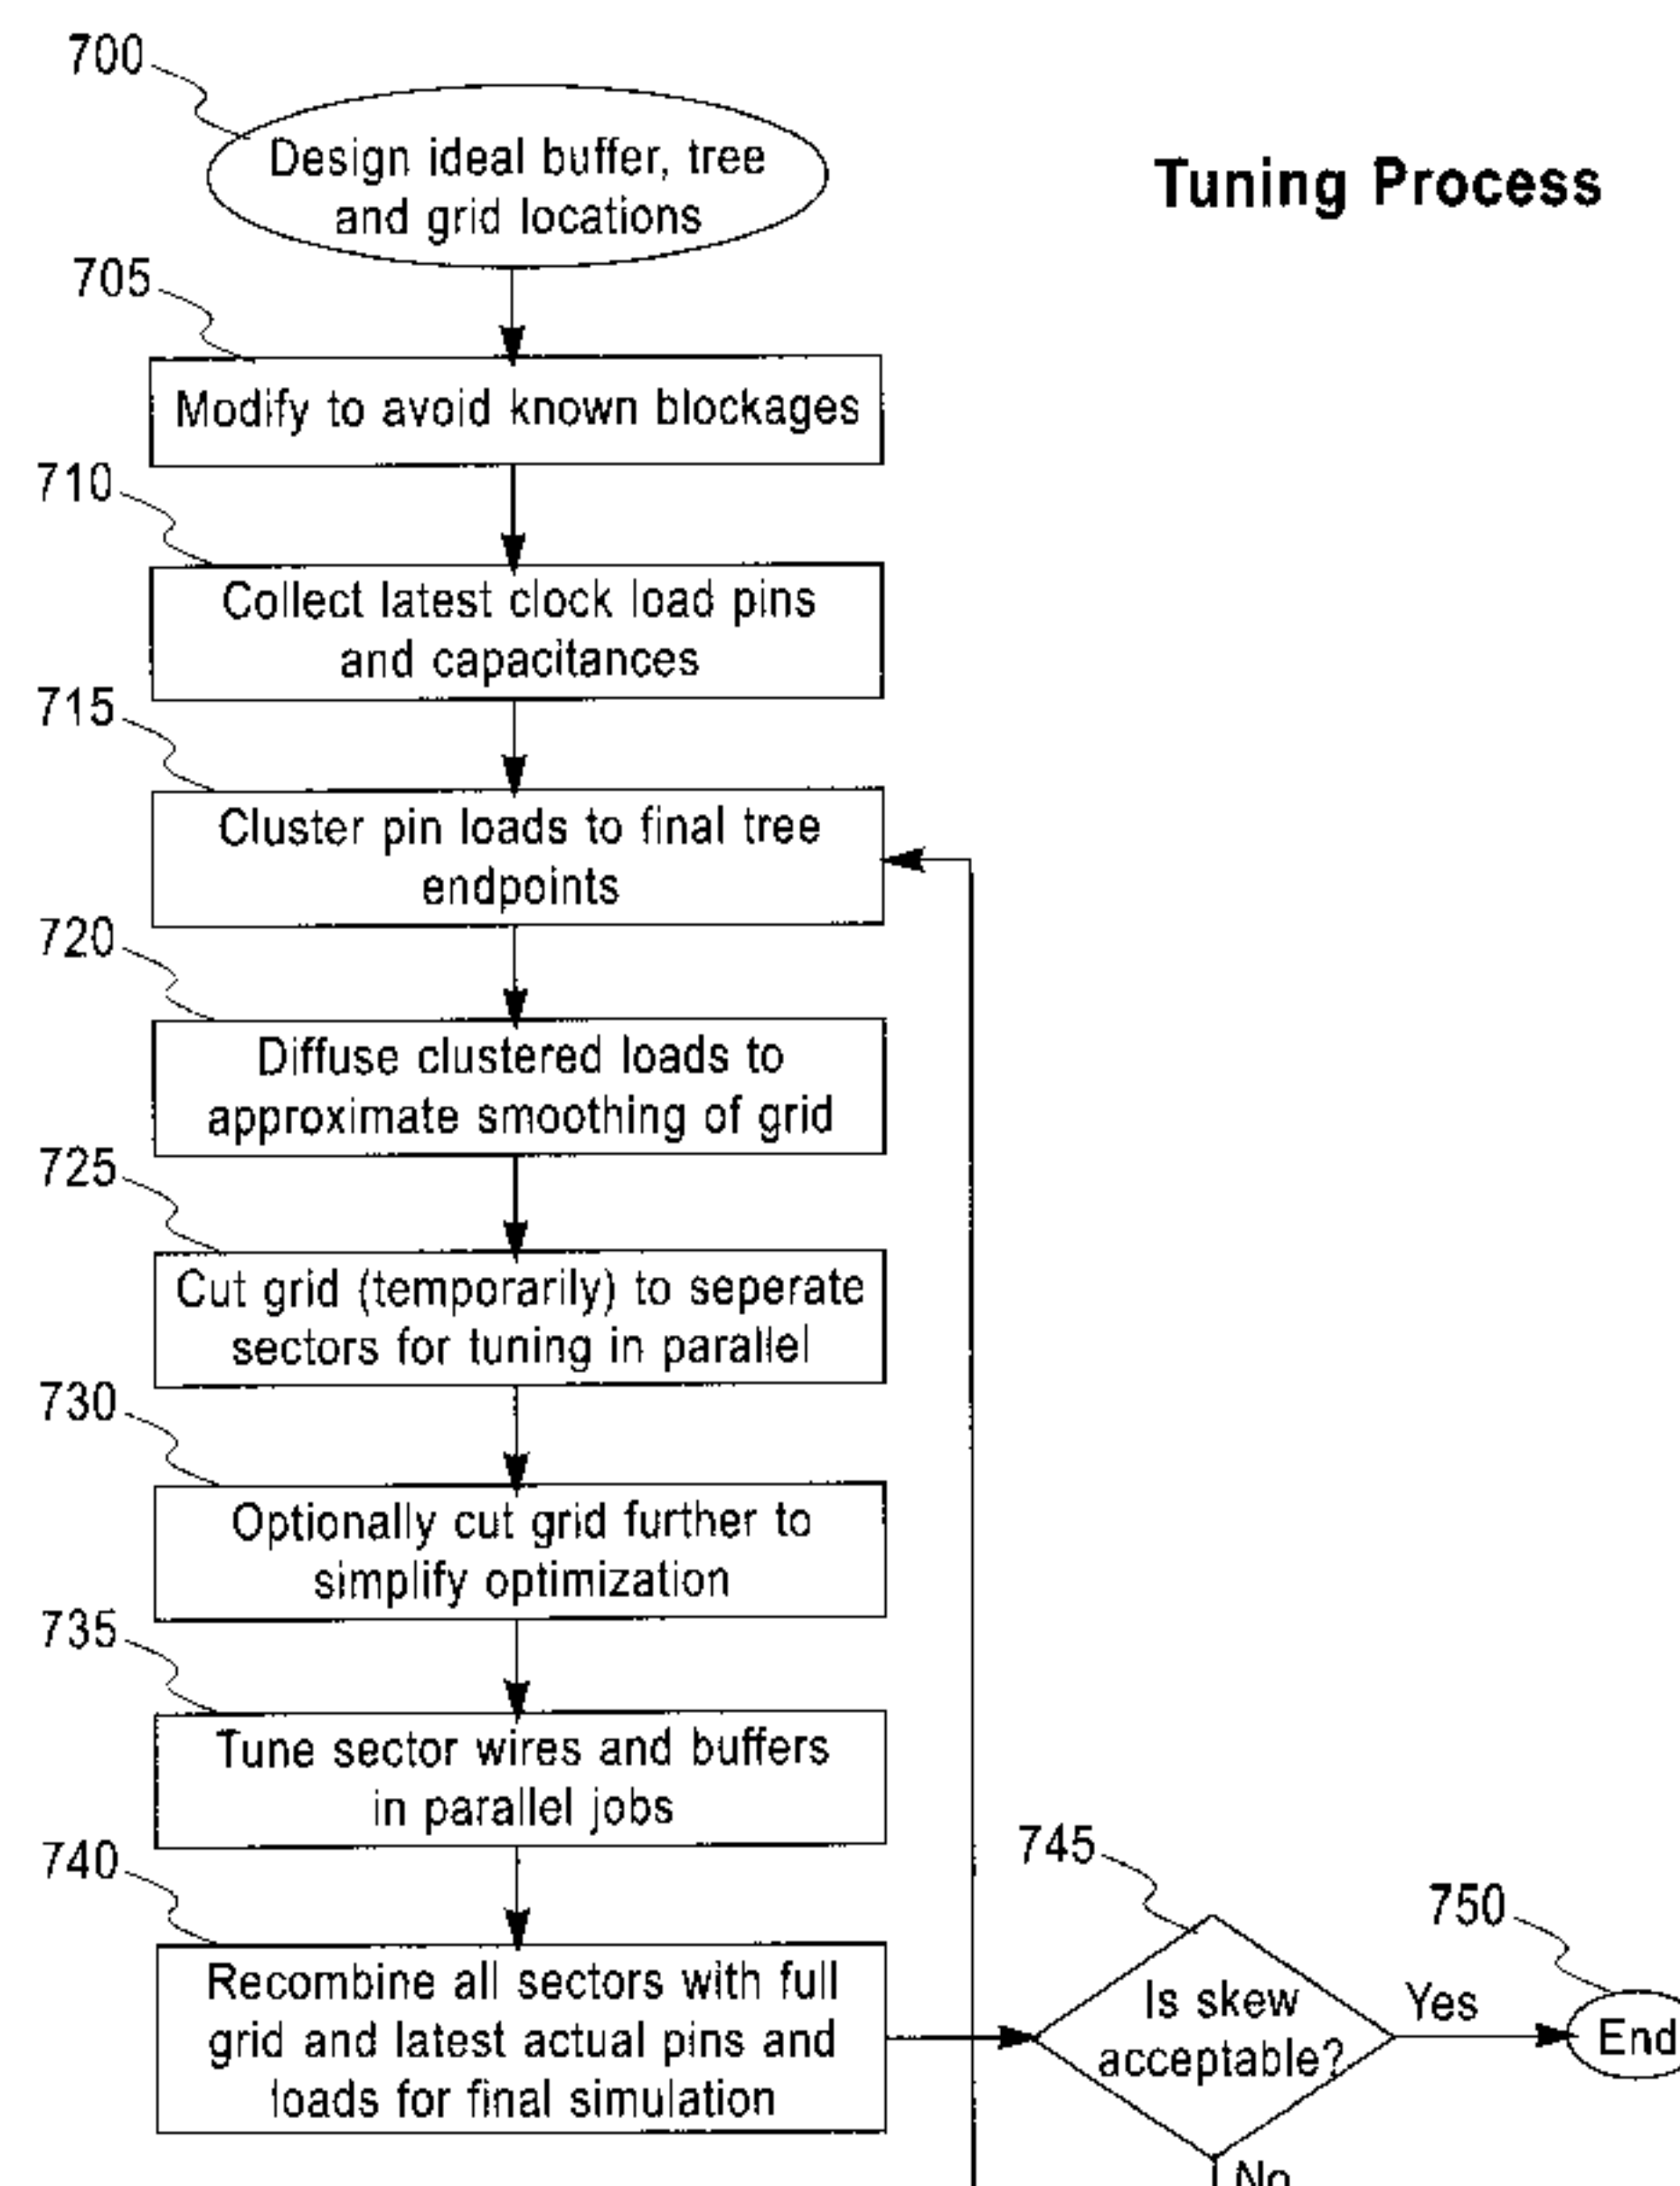 700
Design ideal buffer, tree
and grid locations
Tuning Process
705
Modify to avoid known blockages
710
Collect latest clock load pins
and capacitances
715
Cluster pin loads to final tree
endpoints
720
Diffuse clustered loads to
approximate smoothing of grid
725
Cut grid (temporarily) to seperate
sectors for tuning in parallel
730
Optionally cut grid further to
simplify optimization
735
Tune sector wires and buffers
in parallel jobs
740
Recombine all sectors with full
grid and latest actual pins and
loads for final simulation
745
Is skew
acceptable?
Yes
750
End
No